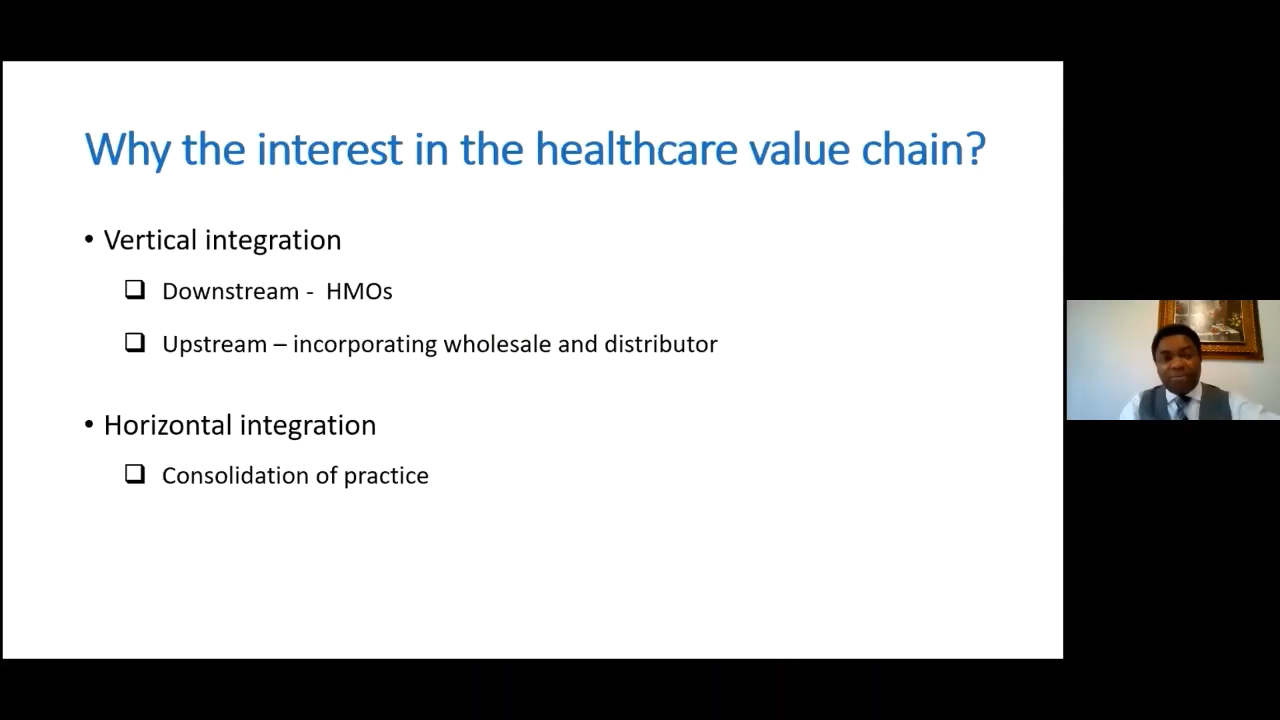 Why the interest in the healthcare value chain?
• Vertical integration
❑ Downstream - HMOs
❑ Upstream – incorporating wholesale and distributor
• Horizontal integration
❑ Consolidation of practice